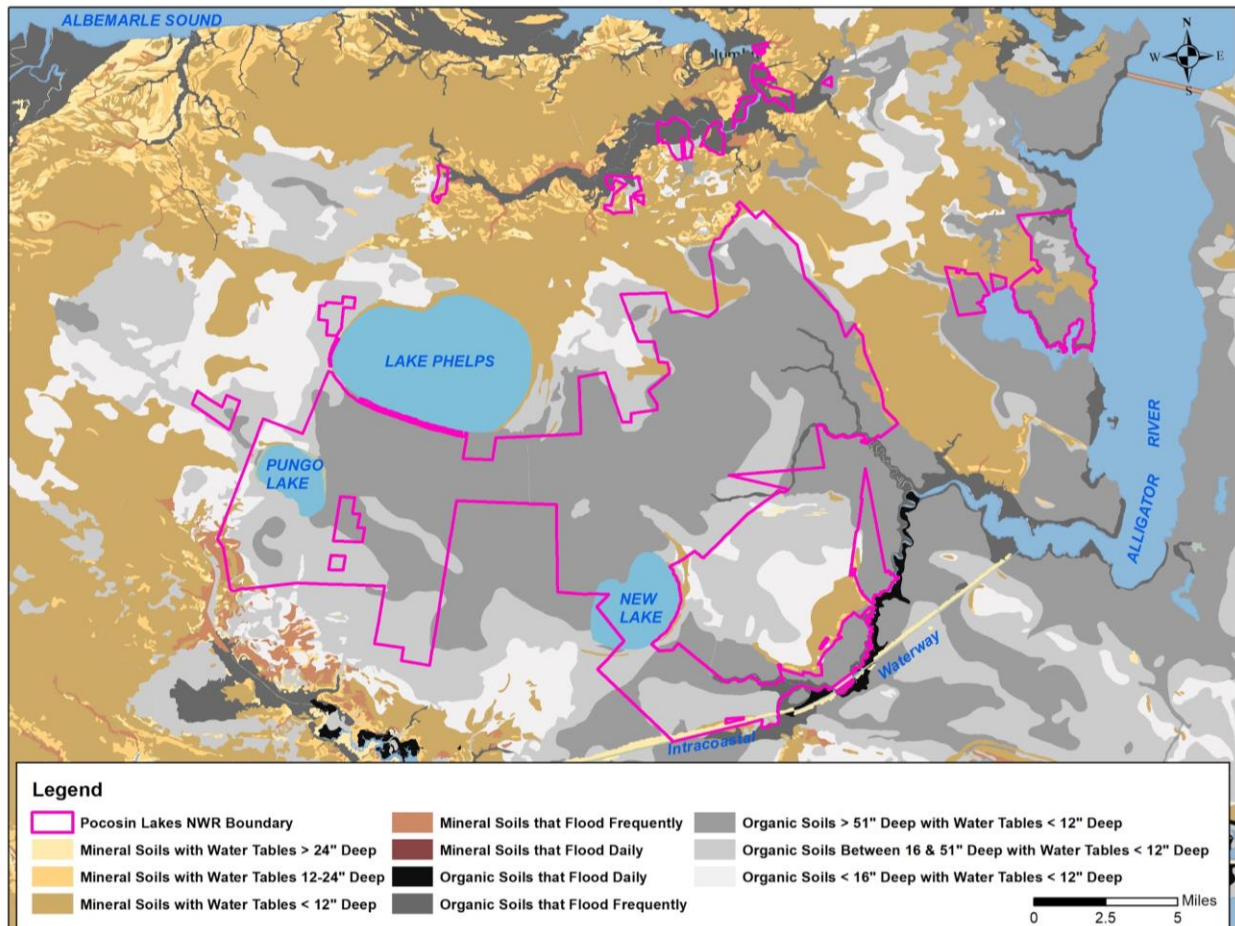 ALBEMARLE SOUND
N
W E
S
LAKE PHELPS
PUNGO
LAKE
NEW
LAKE
ALLIGATOR RIVER
Waterway
Intracoastal
Legend
Pocosin Lakes NWR Boundary
Mineral Soils with Water Tables > 24" Deep
Mineral Soils with Water Tables 12-24" Deep
Mineral Soils with Water Tables < 12" Deep
Mineral Soils that Flood Frequently
Mineral Soils that Flood Daily
Organic Soils that Flood Daily
Organic Soils that Flood Frequently
Organic Soils > 51" Deep with Water Tables < 12" Deep
Organic Soils Between 16 & 51" Deep with Water Tables < 12" Deep
Organic Soils < 16" Deep with Water Tables < 12" Deep
Miles
0 2.5 5